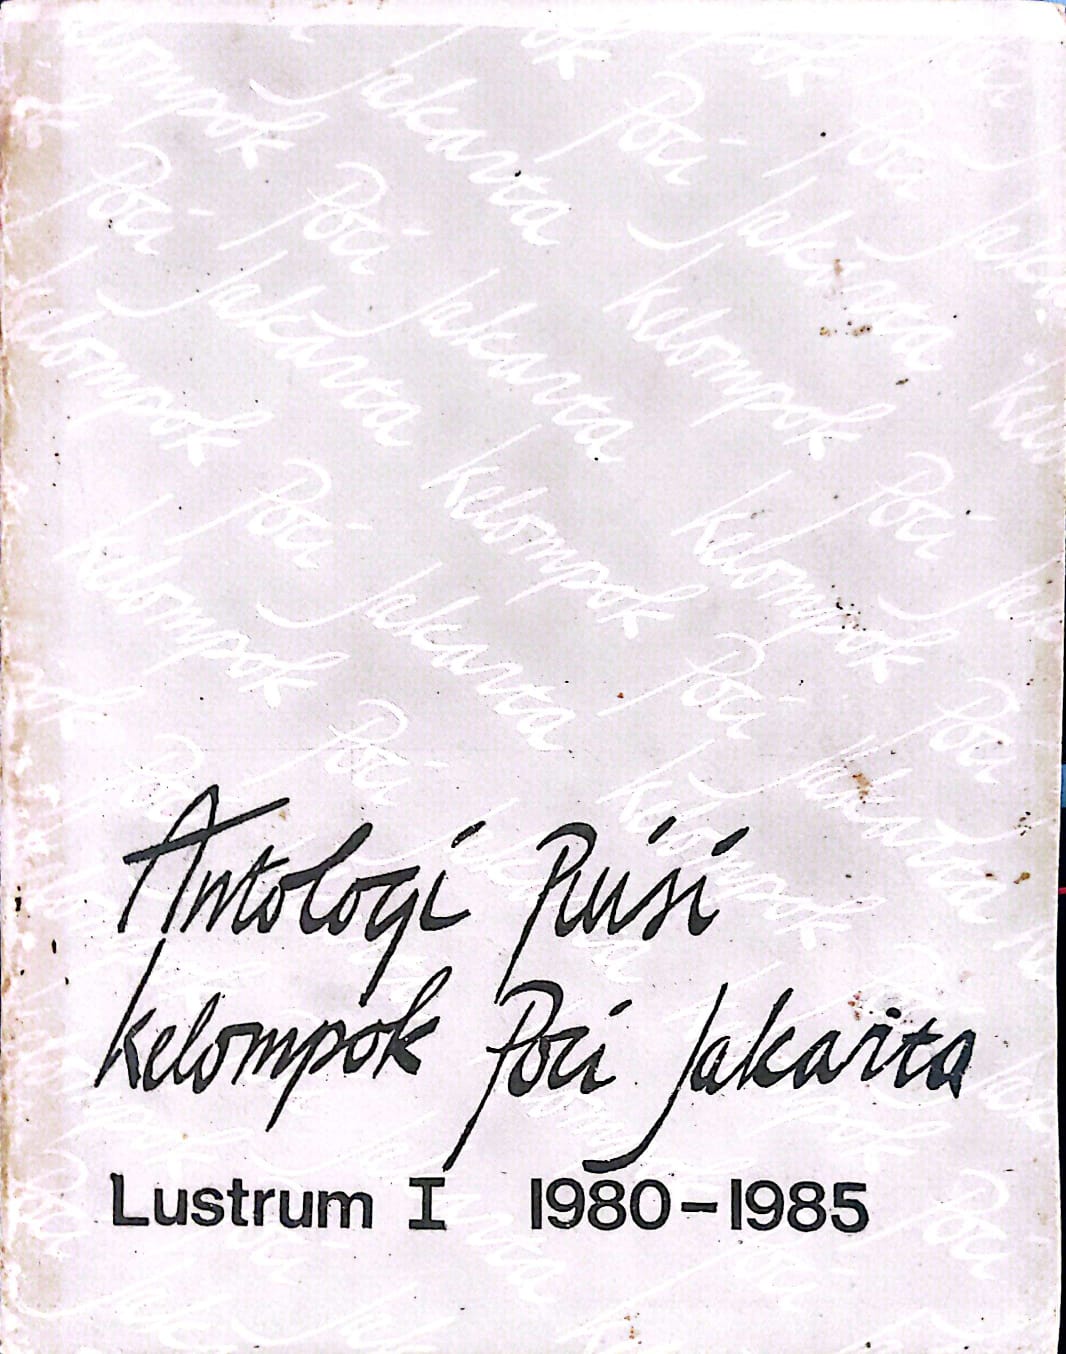 Antologi Puisi
kelompok Poci Jakarta
Lustrum I 1980-1985